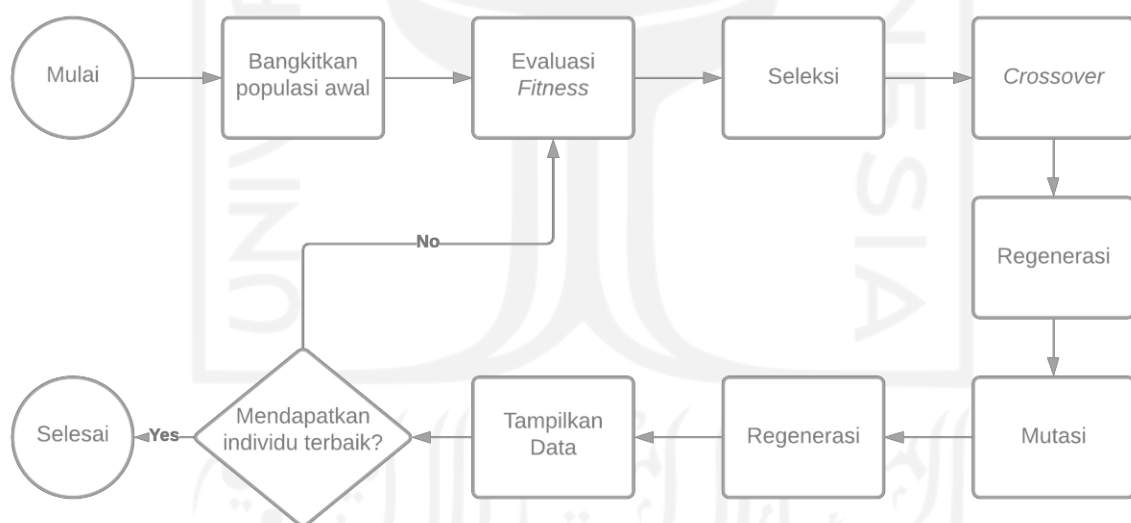 Mulai
Bangkitkan
populasi awal
Evaluasi
Fitness
Seleksi
Crossover
Regenerasi
Mutasi
Regenerasi
Tampilkan
Data
Mendapatkan
individu terbaik?
No
Yes
Selesai